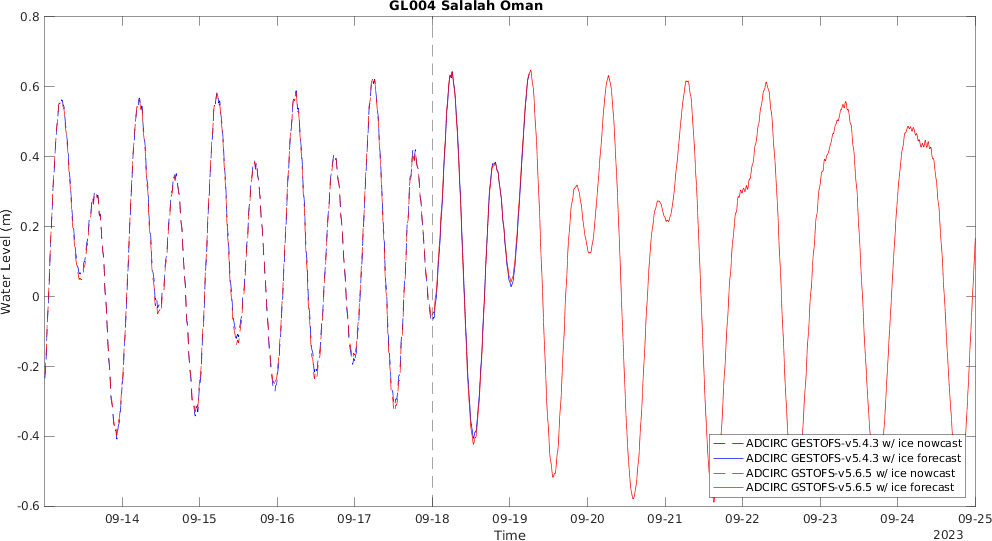 GL004 Salalah Oman
Water Level (m)
0.8
0.6
0.4
0.2
0
-0.2
-0.4
-0.6
ADCIRC GESTOFS-v5.4.3 w/ ice nowcast
ADCIRC GESTOFS-v5.4.3 w/ ice forecast
ADCIRC GSTOFS-v5.6.5 w/ ice nowcast
ADCIRC GSTOFS-v5.6.5 w/ ice forecast
09-14 09-15 09-16 09-17 09-18 09-19 09-20 09-21 09-22 09-23 09-24 09-25
Time
2023